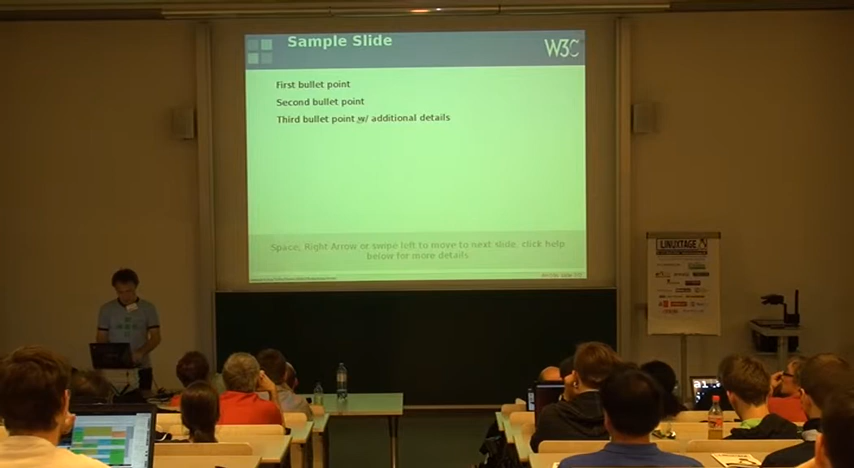 Sample Slide
W3C
First bullet point
Second bullet point
Third bullet point w/ additional details
Space, Right Arrow or swipe left to move to next slide, click help
below for more details
LINUXTAGE